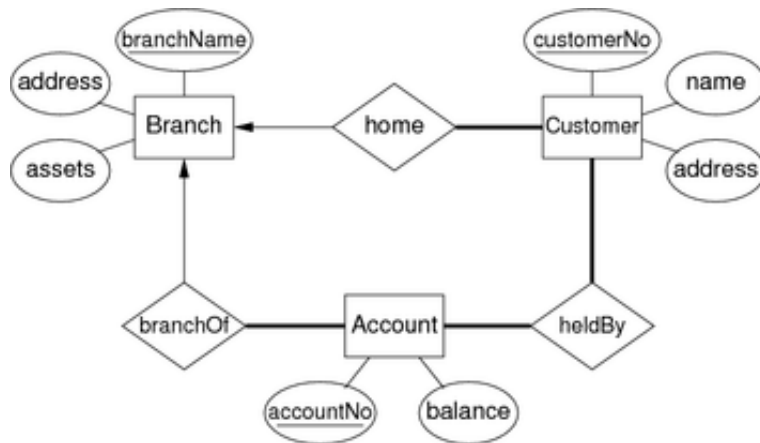 branchName
customerNo
address
name
Branch
home
Customer
assets
address
branchOf
Account
heldBy
accountNo
balance